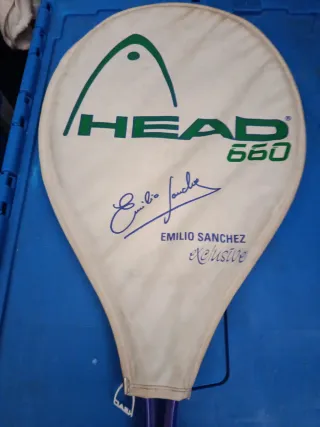 HEAD®
660
Emilio Sanchez
EMILIO SANCHEZ
exclusive